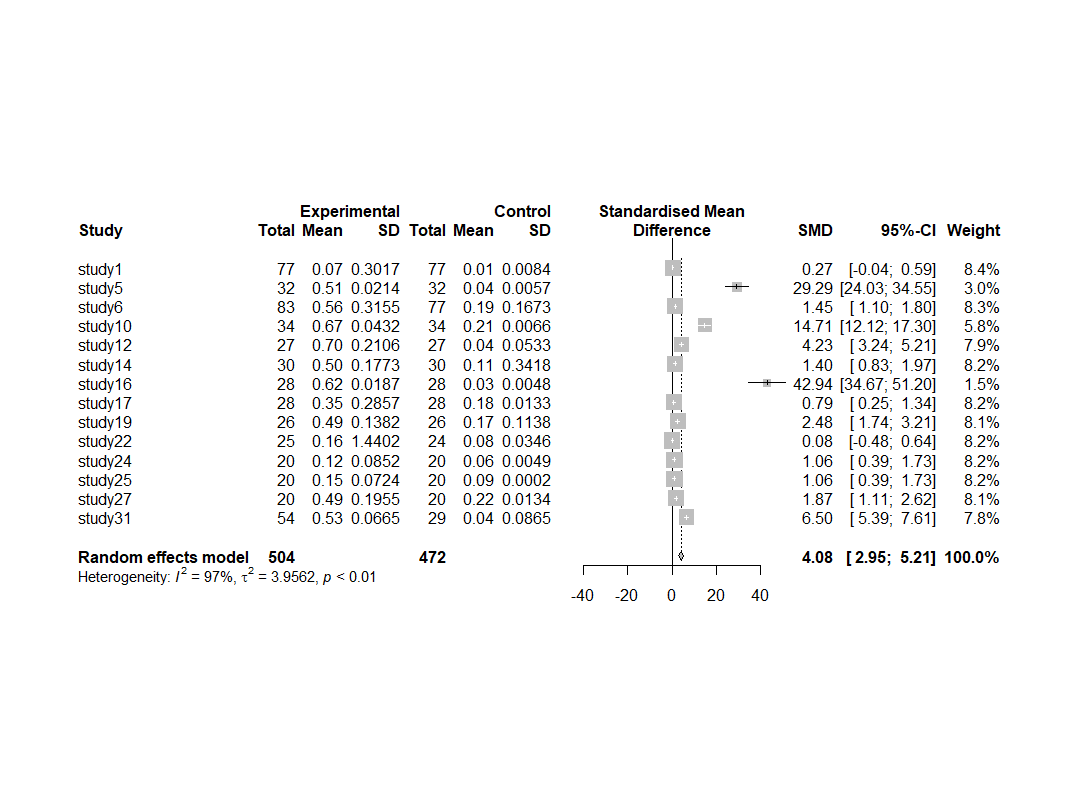 Experimental Control Standardised Mean
Study Total Mean SD Total Mean SD Difference SMD 95%-CI Weight
study1 77 0.07 0.3017 77 0.01 0.0084 0.27 [-0.04; 0.59] 8.4%
study5 32 0.51 0.0214 32 0.04 0.0057 29.29 [24.03; 34.55] 3.0%
study6 83 0.56 0.3155 77 0.19 0.1673 1.45 [ 1.10; 1.80] 8.3%
study10 34 0.67 0.0432 34 0.21 0.0066 14.71 [12.12; 17.30] 5.8%
study12 27 0.70 0.2106 27 0.04 0.0533 4.23 [ 3.24; 5.21] 7.9%
study14 30 0.50 0.1773 30 0.11 0.3418 1.40 [ 0.83; 1.97] 8.2%
study16 28 0.62 0.0187 28 0.03 0.0048 42.94 [34.67; 51.20] 1.5%
study17 28 0.35 0.2857 28 0.18 0.0133 0.79 [ 0.25; 1.34] 8.2%
study19 26 0.49 0.1382 26 0.17 0.1138 2.48 [ 1.74; 3.21] 8.1%
study22 25 0.16 1.4402 24 0.08 0.0346 0.08 [-0.48; 0.64] 8.2%
study24 20 0.12 0.0852 20 0.06 0.0049 1.06 [ 0.39; 1.73] 8.2%
study25 20 0.15 0.0724 20 0.09 0.0002 1.06 [ 0.39; 1.73] 8.2%
study27 20 0.49 0.1955 20 0.22 0.0134 1.87 [ 1.11; 2.62] 8.1%
study31 54 0.53 0.0665 29 0.04 0.0865 6.50 [ 5.39; 7.61] 7.8%
Random effects model 504 472 4.08 [ 2.95; 5.21] 100.0%
Heterogeneity: I² = 97%, τ² = 3.9562, p < 0.01
-40 -20 0 20 40